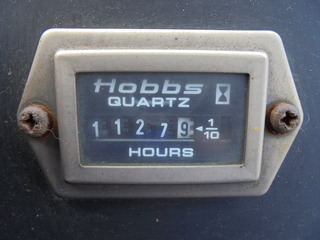 Hobbs
QUARTZ
1 1 2 7 9 ◄ 1/10
HOURS